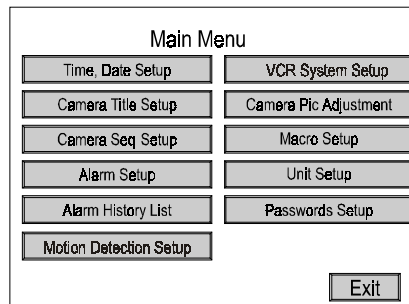 Main Menu
Time, Date Setup
VCR System Setup
Camera Title Setup
Camera Pic Adjustment
Camera Seq Setup
Macro Setup
Alarm Setup
Unit Setup
Alarm History List
Passwords Setup
Motion Detection Setup
Exit